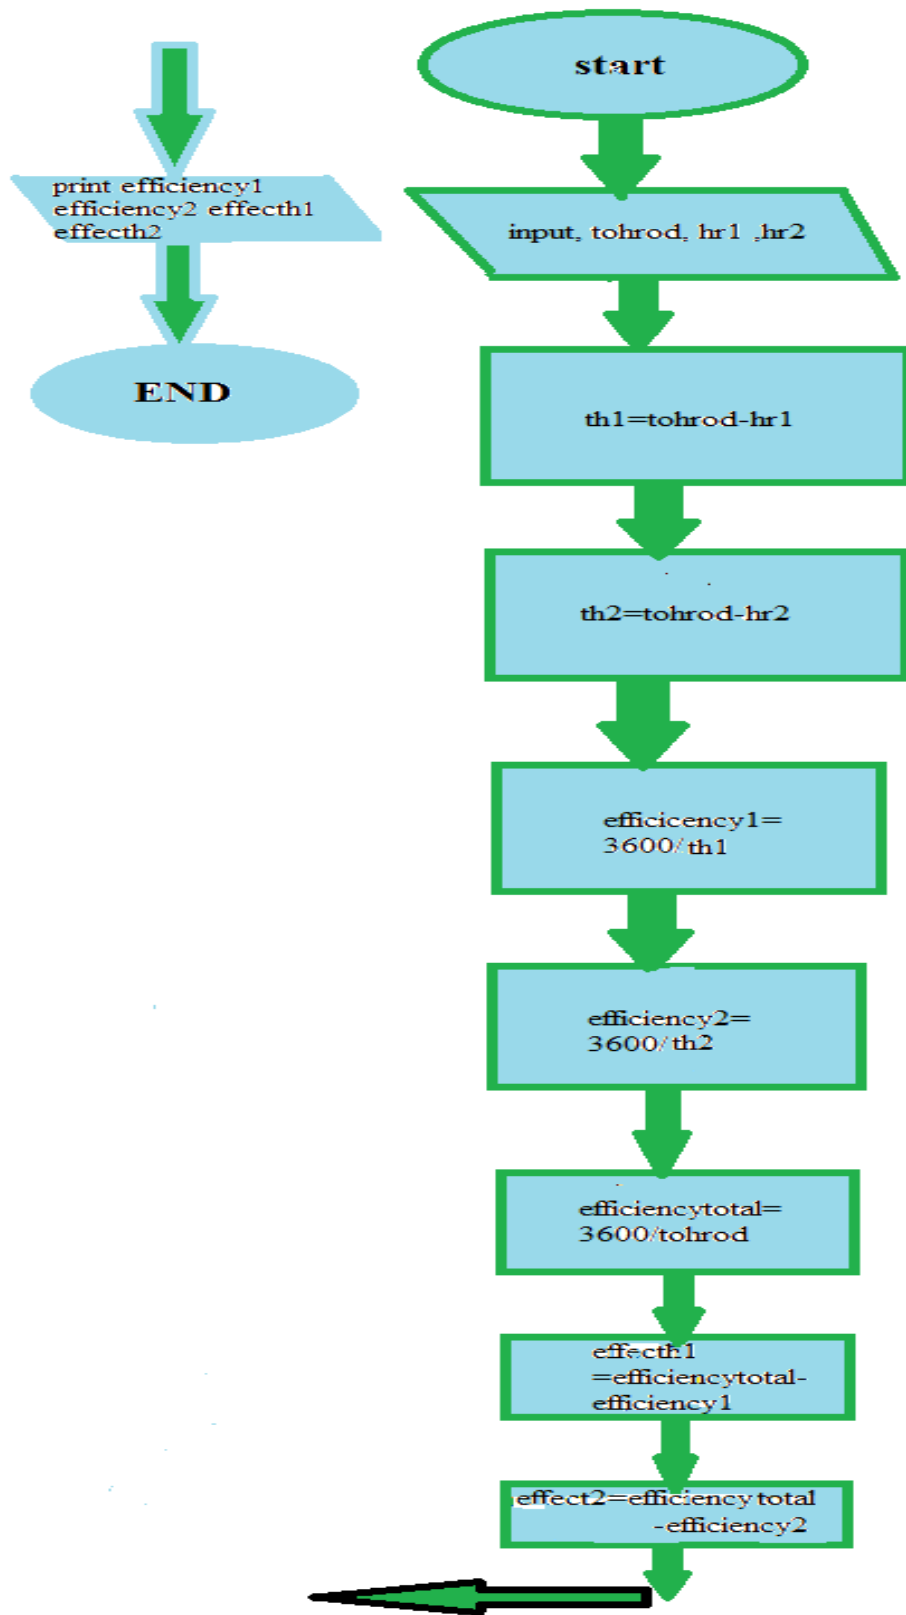 start
input, tohrod, hr1 ,hr2
th1=tohrod-hr1
th2=tohrod-hr2
efficicency1=
3600/th1
efficiency2=
3600/th2
efficiencytotal=
3600/tohrod
effecth1
=efficiencytotal-
efficiency1
effect2=efficiency total
-efficiency2
print efficiency1
efficiency2 effecth1
effecth2
END